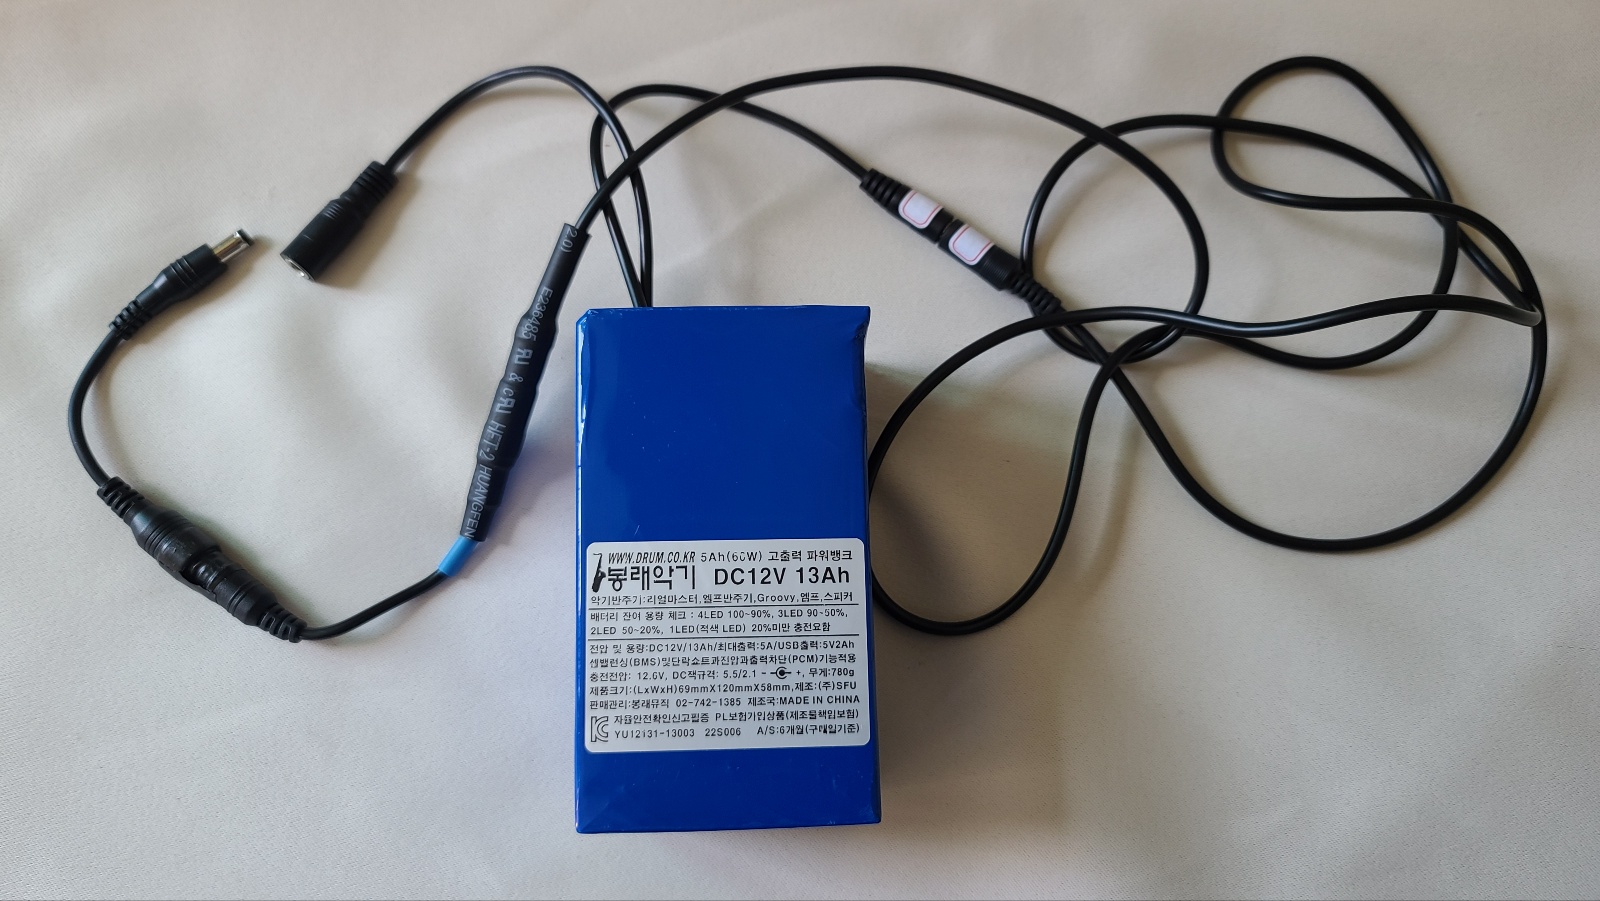 2.0)
E236485 & HFT-2 HUANGFEN
WWW.DRUM.CO.KR 5Ah(60W) 고출력 파워뱅크
봉래악기 DC12V 13Ah
악기반주기:리얼마스터,엘프반주기,Groovy,엠프,스피커
배터리 잔여 용량 체크 : 4LED 100~90%, 3LED 90~50%,
2LED 50~20%, 1LED(적색 LED) 20%미만 충전요함
전압 및 용량:DC12V/13Ah/최대출력:5A/USB출력:5V2Ah
셀밸런싱(BMS)및단락쇼트과진압과출력차단(PCM)기능적용
충전전압: 12.6V, DC잭규격: 5.5/2.1 - +, 무게:780g
제품크기:(LxWxH)69mmX120mmX58mm,제조:(주)SFU
판매관리:봉래뮤직 02-742-1385 제조국:MADE IN CHINA
자율안전확인신고필증 PL보험가입상품(제조물책임보험)
YU12131-13003 22S006 A/S:6개월(구매일기준)